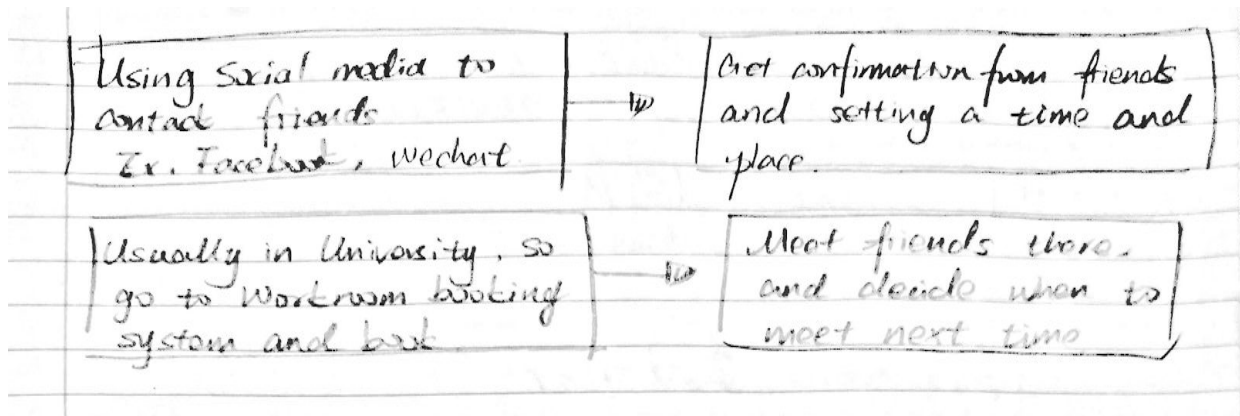 Using Social media to
contact friends
Ex. Facebook, wechart
Get confirmation from friends
and setting a time and
place.
Usually in University, so
go to Workroom booking
system and book
Meet friends there.
and decide when to
meet next time